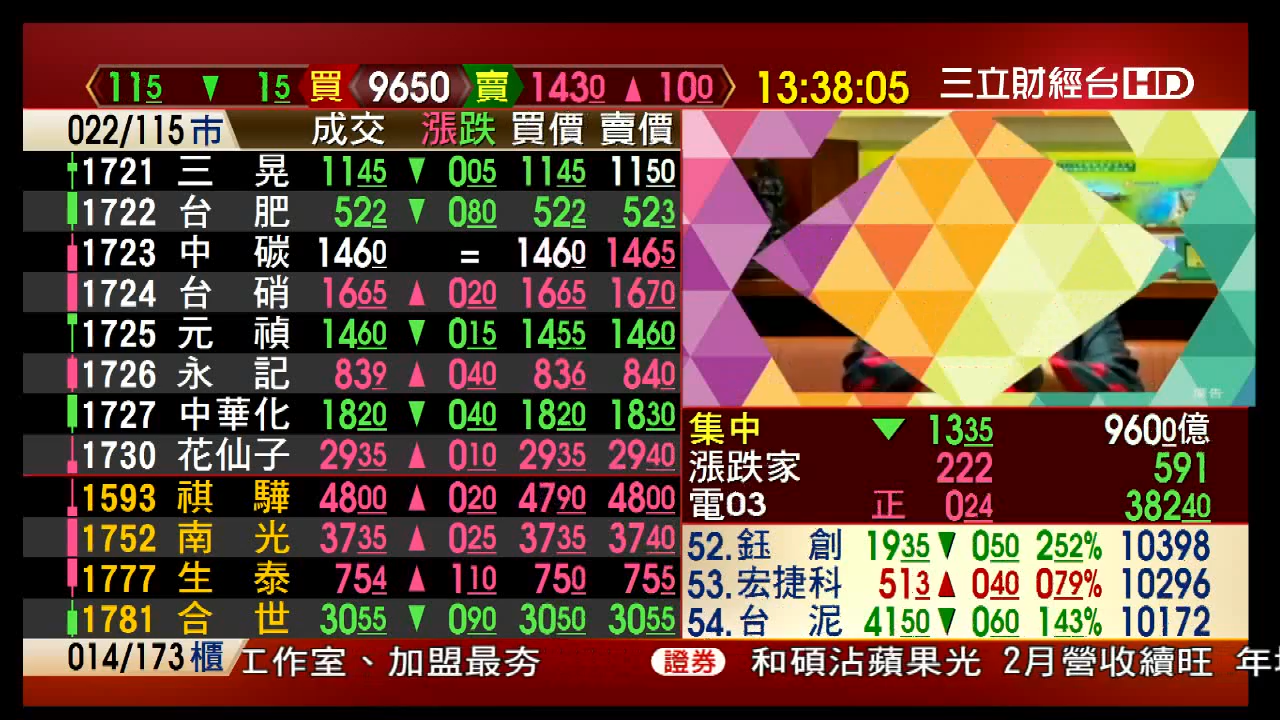 115 ▼ 15 買 9650 賣 1430 ▲ 100 13:38:05 三立財經台HD
022/115市 成交 漲跌 買價 賣價
1721 三晃 1145 ▼ 005 1145 1150
1722 台肥 522 ▼ 080 522 523
1723 中碳 1460 = 1460 1465
1724 台硝 1665 ▲ 020 1665 1670
1725 元禎 1460 ▼ 015 1455 1460
1726 永記 839 ▲ 040 836 840
1727 中華化 1820 ▼ 040 1820 1830
1730 花仙子 2935 ▲ 010 2935 2940
1593 祺驊 4800 ▲ 020 4790 4800
1752 南光 3735 ▲ 025 3735 3740
1777 生泰 754 ▲ 110 750 755
1781 合世 3055 ▼ 090 3050 3055
廣告
集中 ▼ 1335 9600億
漲跌家 222 591
電03 正 024 38240
52.鈺創 1935 ▼ 050 252% 10398
53.宏捷科 513 ▲ 040 079% 10296
54.台泥 4150 ▼ 060 143% 10172
014/173櫃 工作室、加盟最夯 證券 和碩沾蘋果光 2月營收續旺 年